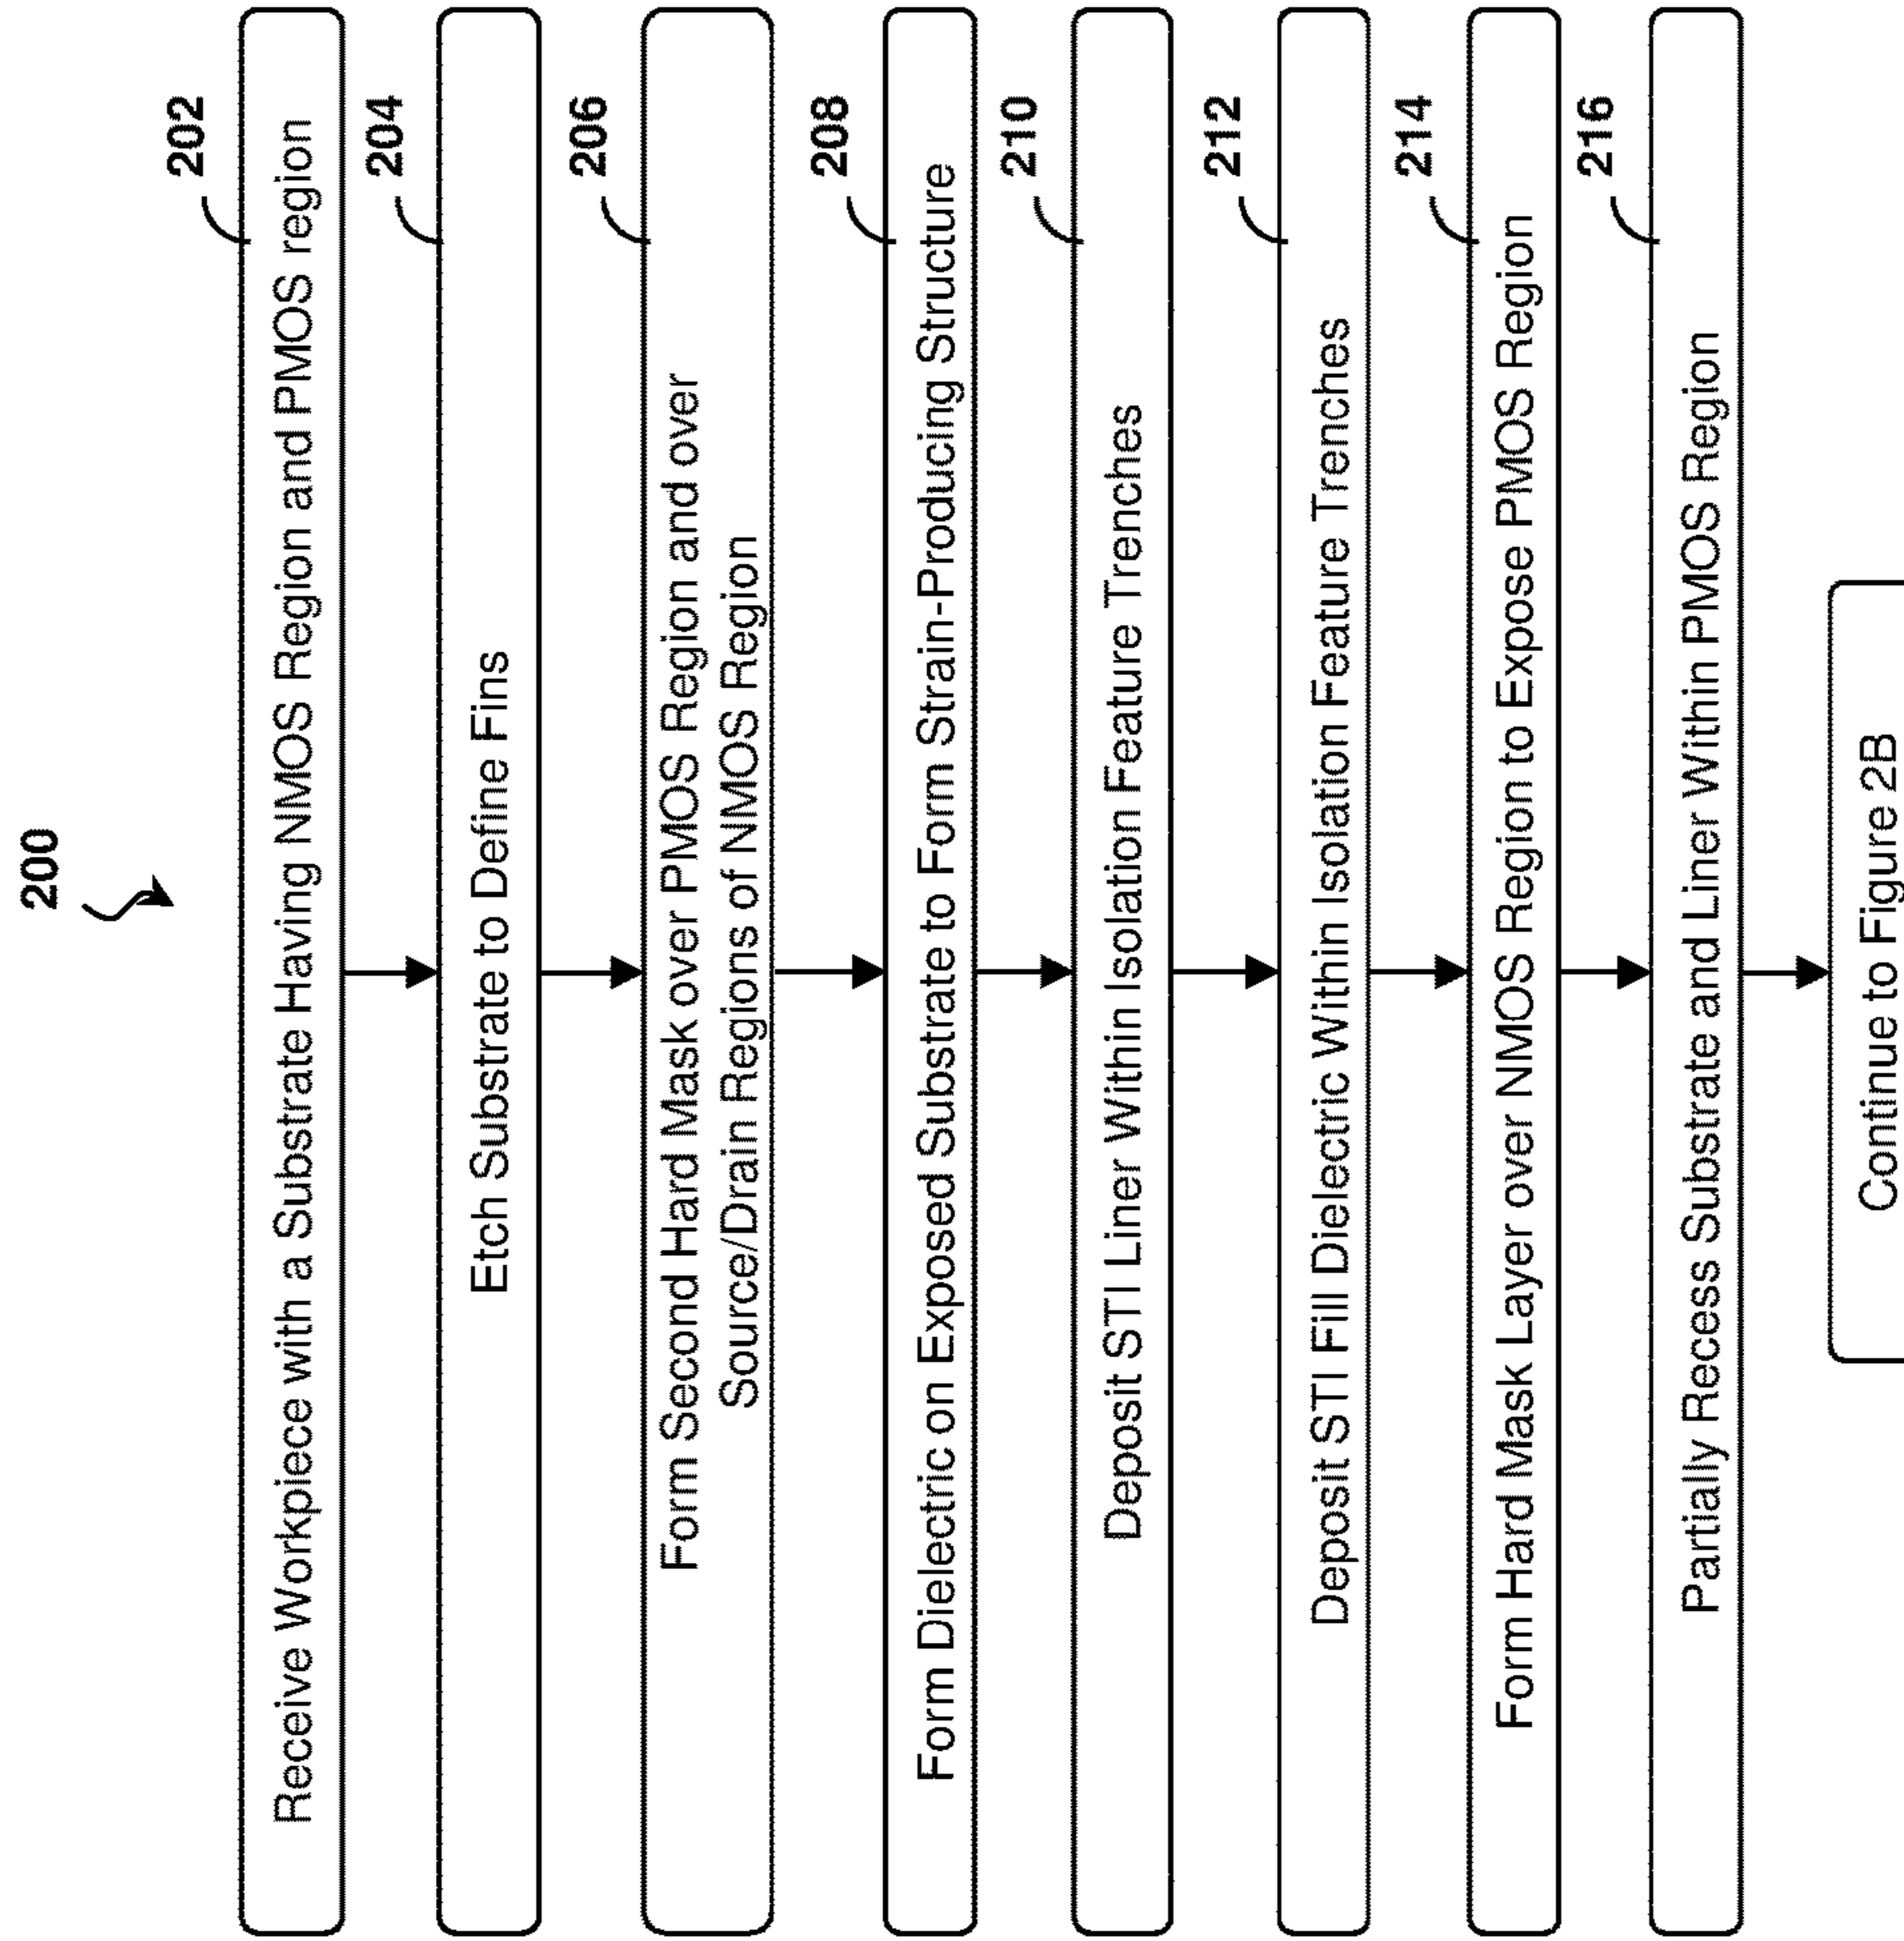 200
202
Receive Workpiece with a Substrate Having NMOS Region and PMOS region
204
Etch Substrate to Define Fins
206
Form Second Hard Mask over PMOS Region and over
Source/Drain Regions of NMOS Region
208
Form Dielectric on Exposed Substrate to Form Strain-Producing Structure
210
Deposit STI Liner Within Isolation Feature Trenches
212
Deposit STI Fill Dielectric Within Isolation Feature Trenches
214
Form Hard Mask Layer over NMOS Region to Expose PMOS Region
216
Partially Recess Substrate and Liner Within PMOS Region
Continue to Figure 2B